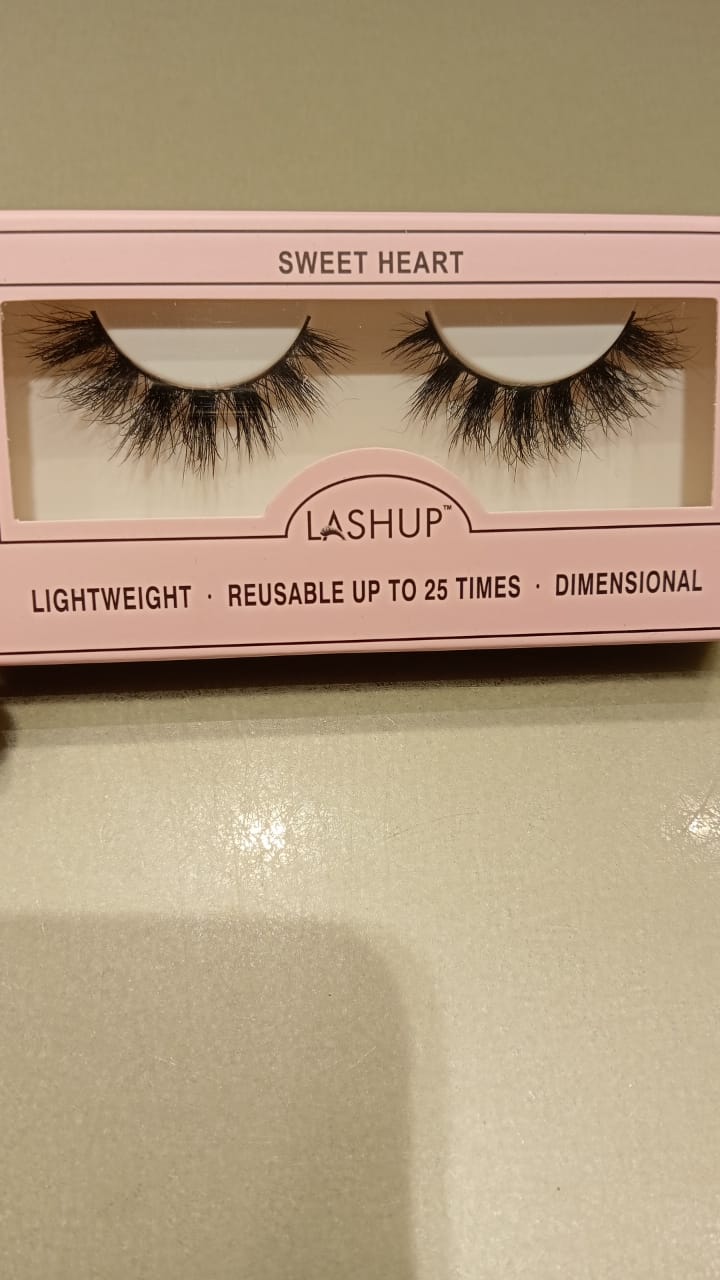 SWEET HEART
LASHUP™
LIGHTWEIGHT · REUSABLE UP TO 25 TIMES · DIMENSIONAL